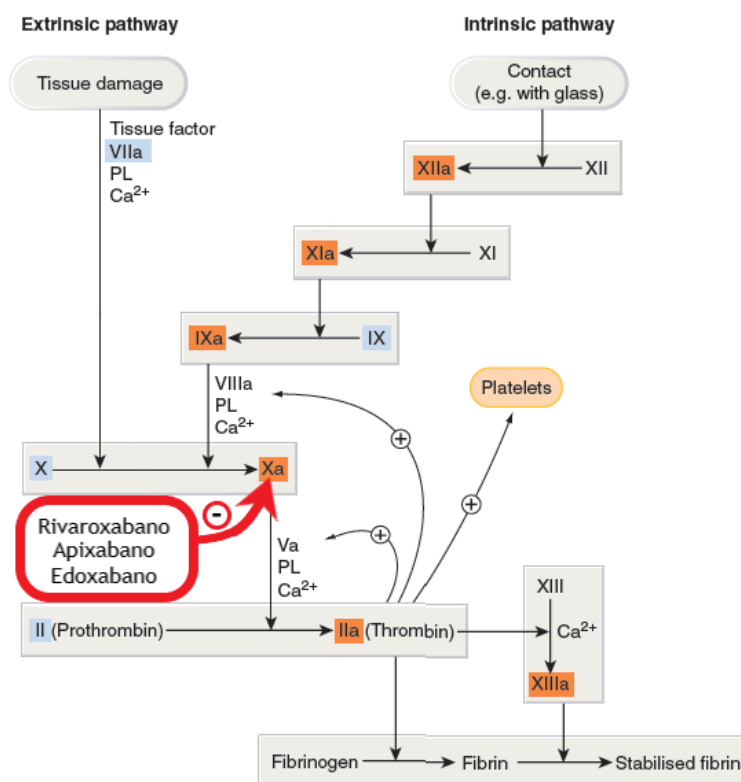 Extrinsic pathway
Intrinsic pathway
Tissue damage
Contact
(e.g. with glass)
Tissue factor
VIIa
PL
Ca²⁺
XIIa
XII
XIa
XI
IXa
IX
VIIIa
PL
Ca²⁺
Platelets
+
+
X
Xa
-
Rivaroxabano
Apixabano
Edoxabano
+
Va
PL
Ca²⁺
II (Prothrombin)
IIa (Thrombin)
XIII
Ca²⁺
XIIIa
Fibrinogen
Fibrin
Stabilised fibrin